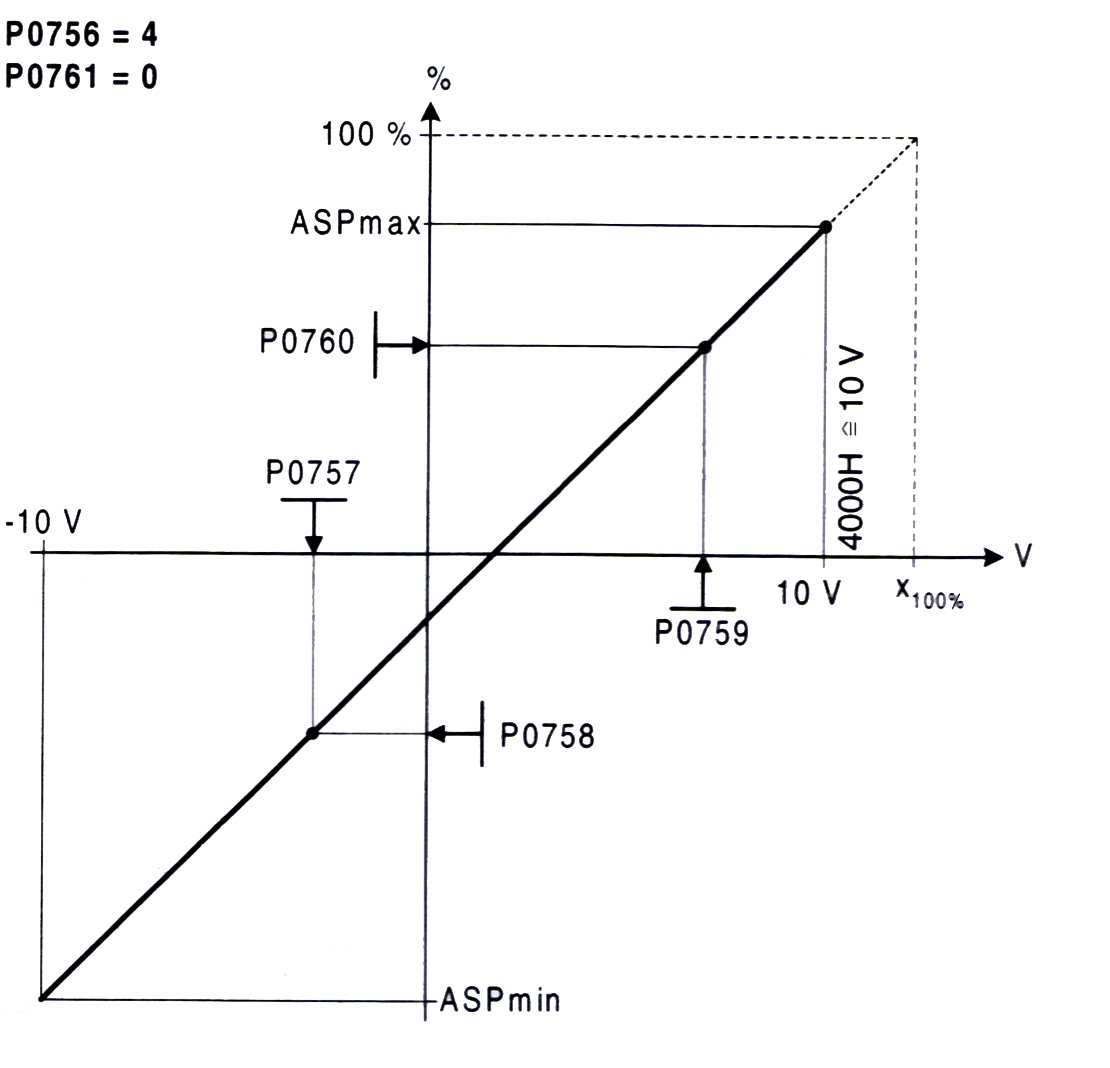 P0756 = 4
P0761 = 0
%
100 %
ASPmax
P0760
4000H ≙ 10 V
P0757
-10 V
V
10 V
x100%
P0759
P0758
ASPmin